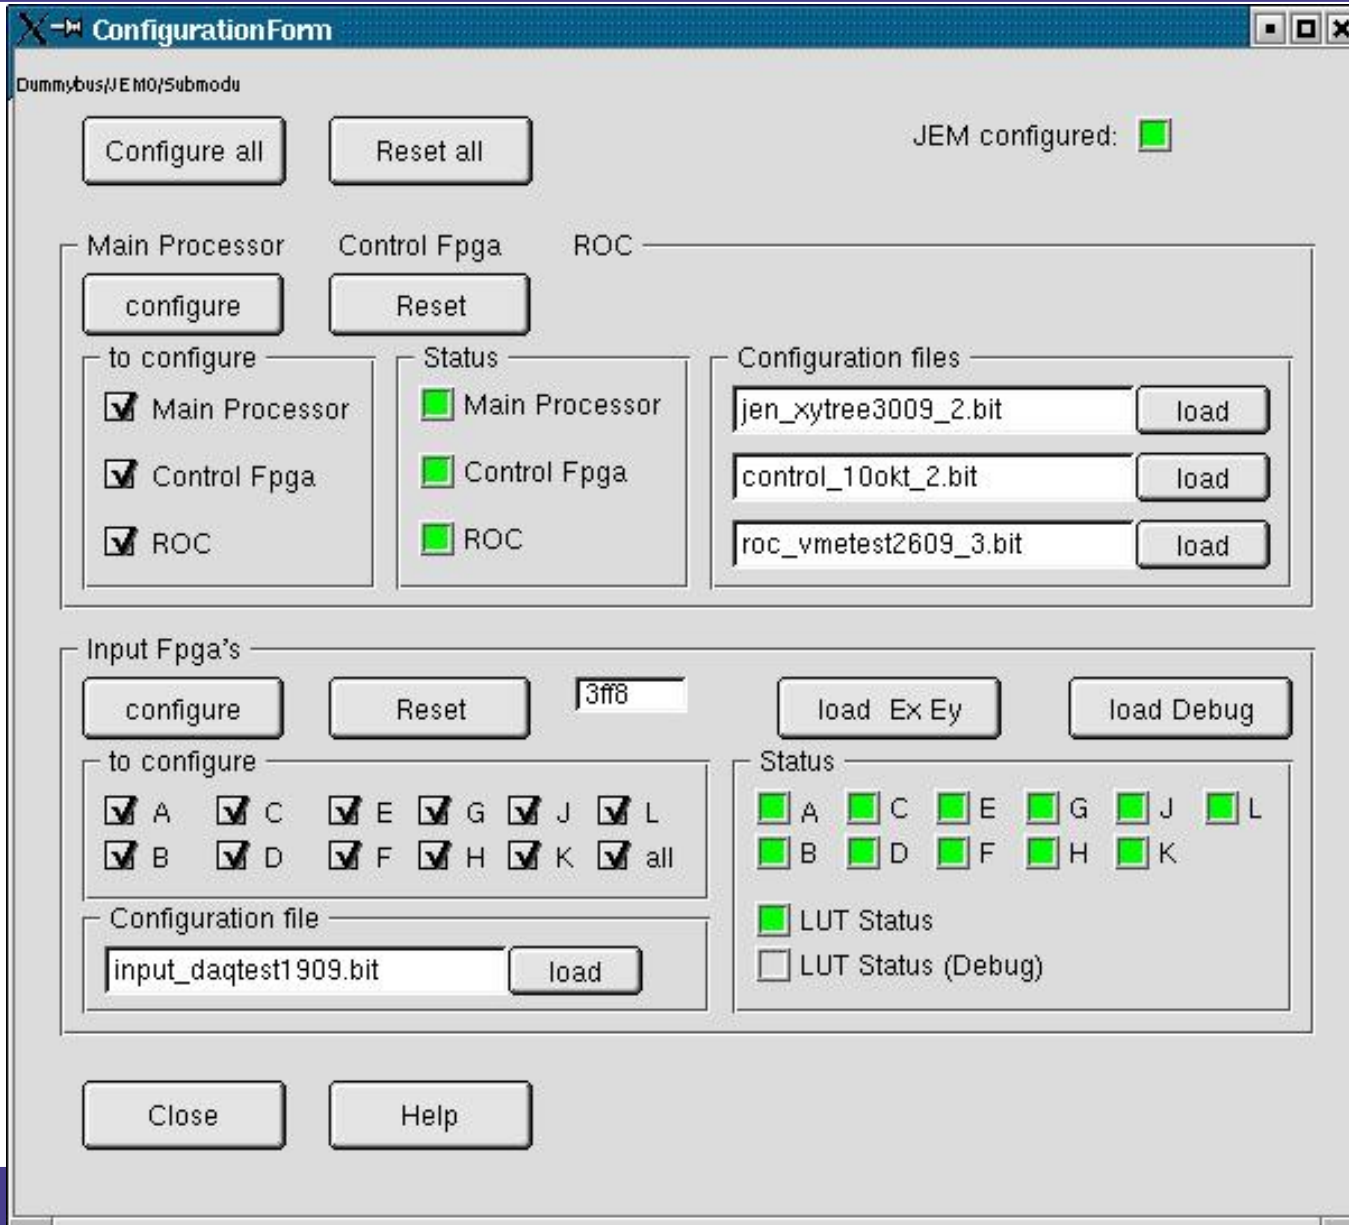 ConfigurationForm
Dummybus/JEM0/Submodu
Configure all Reset all JEM configured:
Main Processor Control Fpga ROC
configure Reset
to configure Status Configuration files
Main Processor Main Processor jen_xytree3009_2.bit load
Control Fpga Control Fpga control_10okt_2.bit load
ROC ROC roc_vmetest2609_3.bit load
Input Fpga's
configure Reset 3ff8 load Ex Ey load Debug
to configure Status
A C E G J L A C E G J L
B D F H K all B D F H K
Configuration file LUT Status
input_daqtest1909.bit load LUT Status (Debug)
Close Help